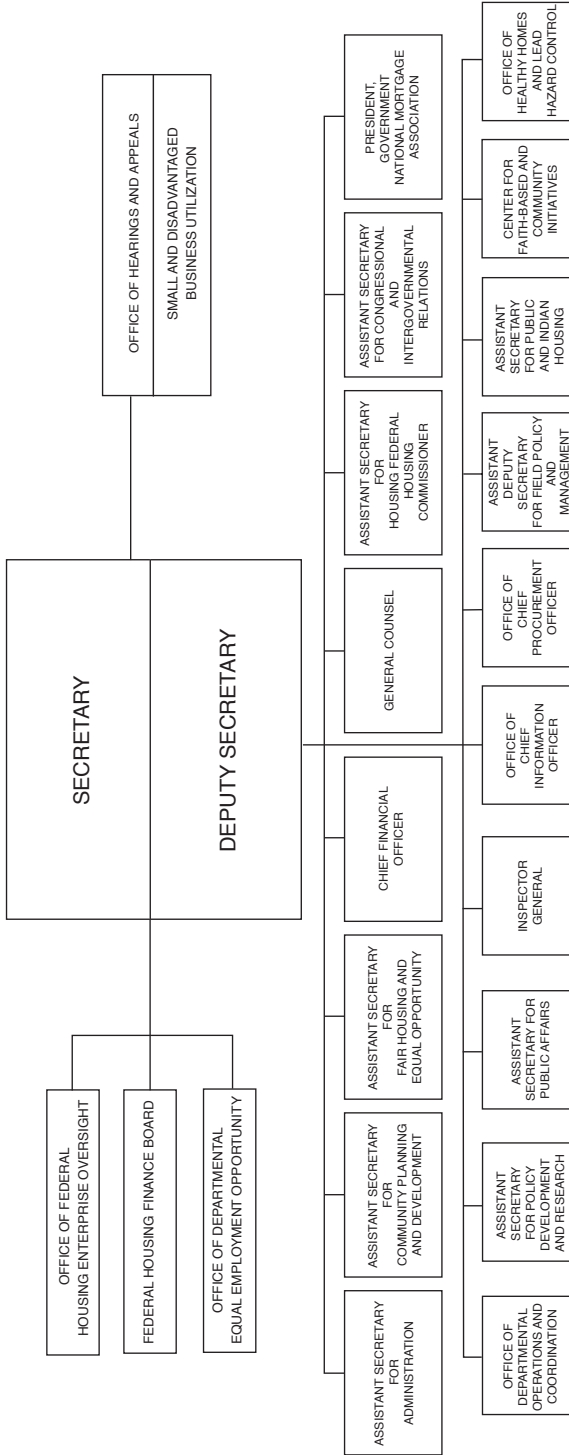 SECRETARY
DEPUTY SECRETARY
OFFICE OF FEDERAL
HOUSING ENTERPRISE OVERSIGHT
FEDERAL HOUSING FINANCE BOARD
OFFICE OF DEPARTMENTAL
EQUAL EMPLOYMENT OPPORTUNITY
OFFICE OF HEARINGS AND APPEALS
SMALL AND DISADVANTAGED
BUSINESS UTILIZATION
ASSISTANT SECRETARY
FOR
ADMINISTRATION
ASSISTANT SECRETARY
FOR
COMMUNITY PLANNING
AND DEVELOPMENT
ASSISTANT SECRETARY
FOR
FAIR HOUSING AND
EQUAL OPPORTUNITY
CHIEF FINANCIAL
OFFICER
GENERAL COUNSEL
ASSISTANT SECRETARY
FOR
HOUSING FEDERAL
HOUSING
COMMISSIONER
ASSISTANT SECRETARY
FOR CONGRESSIONAL
AND
INTERGOVERNMENTAL
RELATIONS
PRESIDENT,
GOVERNMENT
NATIONAL MORTGAGE
ASSOCIATION
OFFICE OF
DEPARTMENTAL
OPERATIONS AND
COORDINATION
ASSISTANT
SECRETARY
FOR POLICY
DEVELOPMENT
AND RESEARCH
ASSISTANT
SECRETARY FOR
PUBLIC AFFAIRS
INSPECTOR
GENERAL
OFFICE OF
CHIEF
INFORMATION
OFFICER
OFFICE OF
CHIEF
PROCUREMENT
OFFICER
ASSISTANT
DEPUTY
SECRETARY
FOR FIELD POLICY
AND
MANAGEMENT
ASSISTANT
SECRETARY
FOR PUBLIC
AND INDIAN
HOUSING
CENTER FOR
FAITH-BASED AND
COMMUNITY
INITIATIVES
OFFICE OF
HEALTHY HOMES
AND LEAD
HAZARD CONTROL